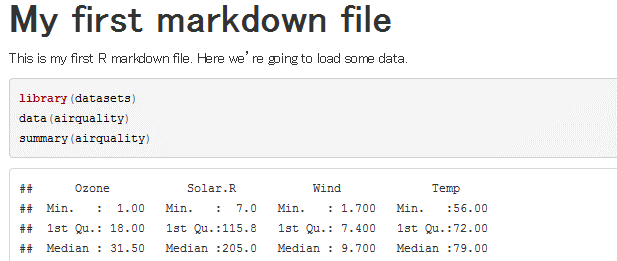 My first markdown file
This is my first R markdown file. Here we're going to load some data.
library(datasets)
data(airquality)
summary(airquality)
##      Ozone           Solar.R           Wind             Temp
##  Min.   :  1.00   Min.   :  7.0   Min.   : 1.700   Min.   :56.00
##  1st Qu.: 18.00   1st Qu.:115.8   1st Qu.: 7.400   1st Qu.:72.00
##  Median : 31.50   Median :205.0   Median : 9.700   Median :79.00